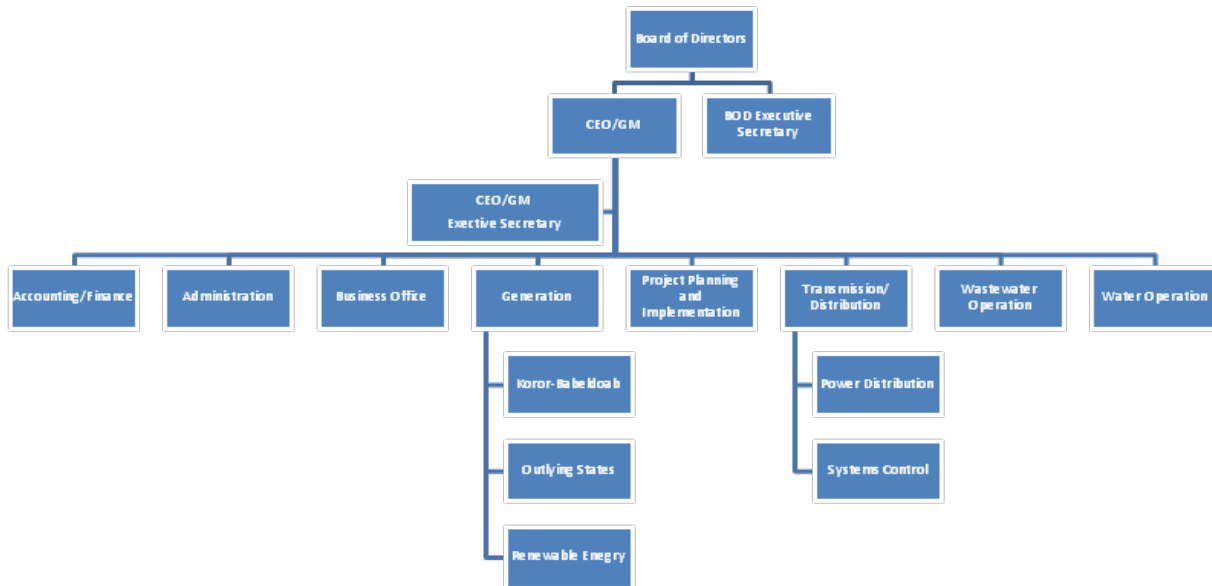 Board of Directors
CEO/GM
BOD Executive
Secretary
CEO/GM
Exective Secretary
Accounting/Finance
Administration
Business Office
Generation
Project Planning
and
Implementation
Transmission/
Distribution
Wastewater
Operation
Water Operation
Koror-Babeldoab
Power Distribution
Outlying States
Systems Control
Renewable Enegry